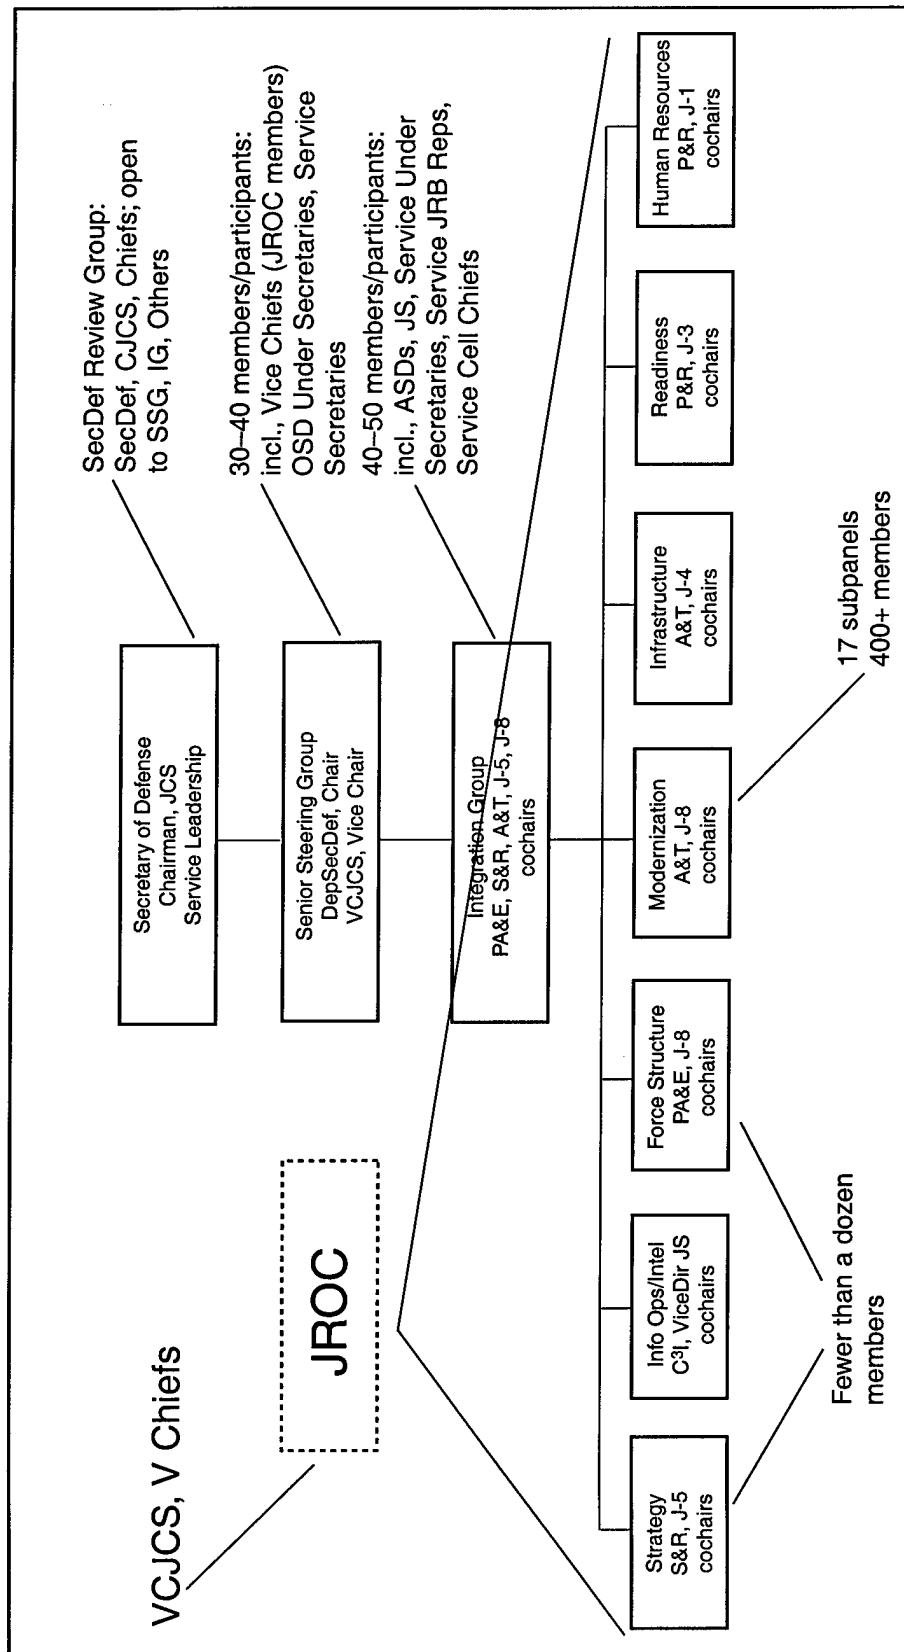 VCJCS, V Chiefs
JROC
Secretary of Defense
Chairman, JCS
Service Leadership
SecDef Review Group:
SecDef, CJCS, Chiefs; open
to SSG, IG, Others
Senior Steering Group
DepSecDef, Chair
VCJCS, Vice Chair
30–40 members/participants:
incl., Vice Chiefs (JROC members)
OSD Under Secretaries, Service
Secretaries
Integration Group
PA&E, S&R, A&T, J-5, J-8
cochairs
40–50 members/participants:
incl., ASDs, JS, Service Under
Secretaries, Service JRB Reps,
Service Cell Chiefs
Strategy
S&R, J-5
cochairs
Info Ops/Intel
C³I, ViceDir JS
cochairs
Force Structure
PA&E, J-8
cochairs
Modernization
A&T, J-8
cochairs
Infrastructure
A&T, J-4
cochairs
Readiness
P&R, J-3
cochairs
Human Resources
P&R, J-1
cochairs
Fewer than a dozen
members
17 subpanels
400+ members